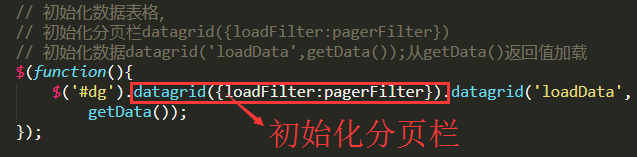 // 初始化数据表格,
// 初始化分页栏datagrid({loadFilter:pagerFilter})
// 初始化数据datagrid('loadData',getData());从getData()返回值加载
$(function(){
$('#dg').datagrid({loadFilter:pagerFilter}).datagrid('loadData',
getData());
});
初始化分页栏